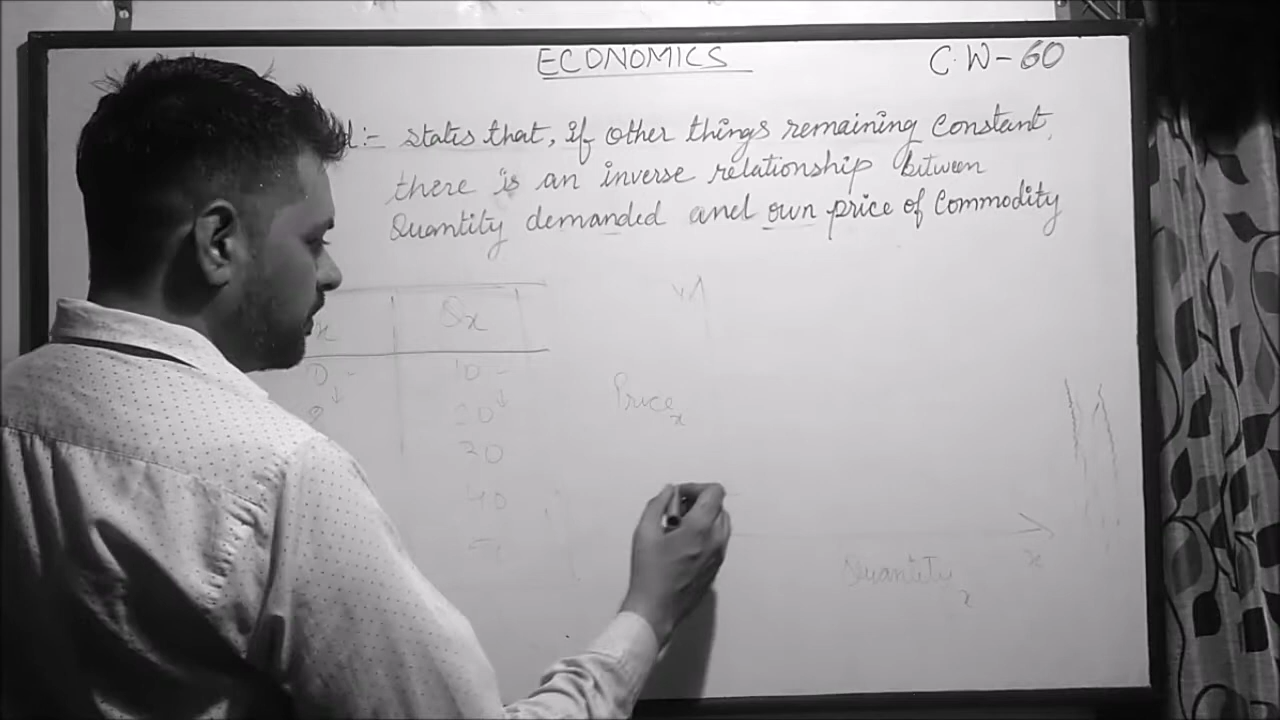 ECONOMICS
C.W-60
d:- states that, if other things remaining constant,
there is an inverse relationship between
Quantity demanded and own price of Commodity
x
Qx
10 -
20
30
40
y
Price x
x
Quantity x